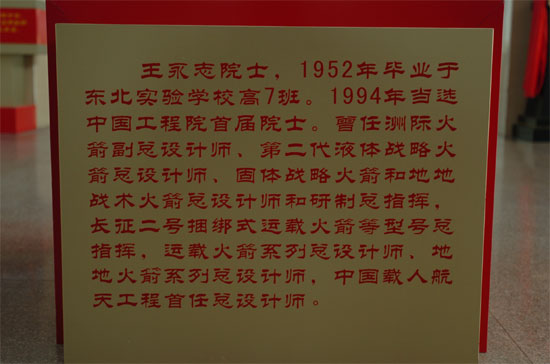 王永志院士，1952年毕业于
东北实验学校高7班。1994年当选
中国工程院首届院士。曾任洲际火
箭副总设计师、第二代液体战略火
箭总设计师、固体战略火箭和地地
战术火箭总设计师和研制总指挥，
长征二号捆绑式运载火箭等型号总
指挥，运载火箭系列总设计师、地
地火箭系列总设计师，中国载人航
天工程首任总设计师。